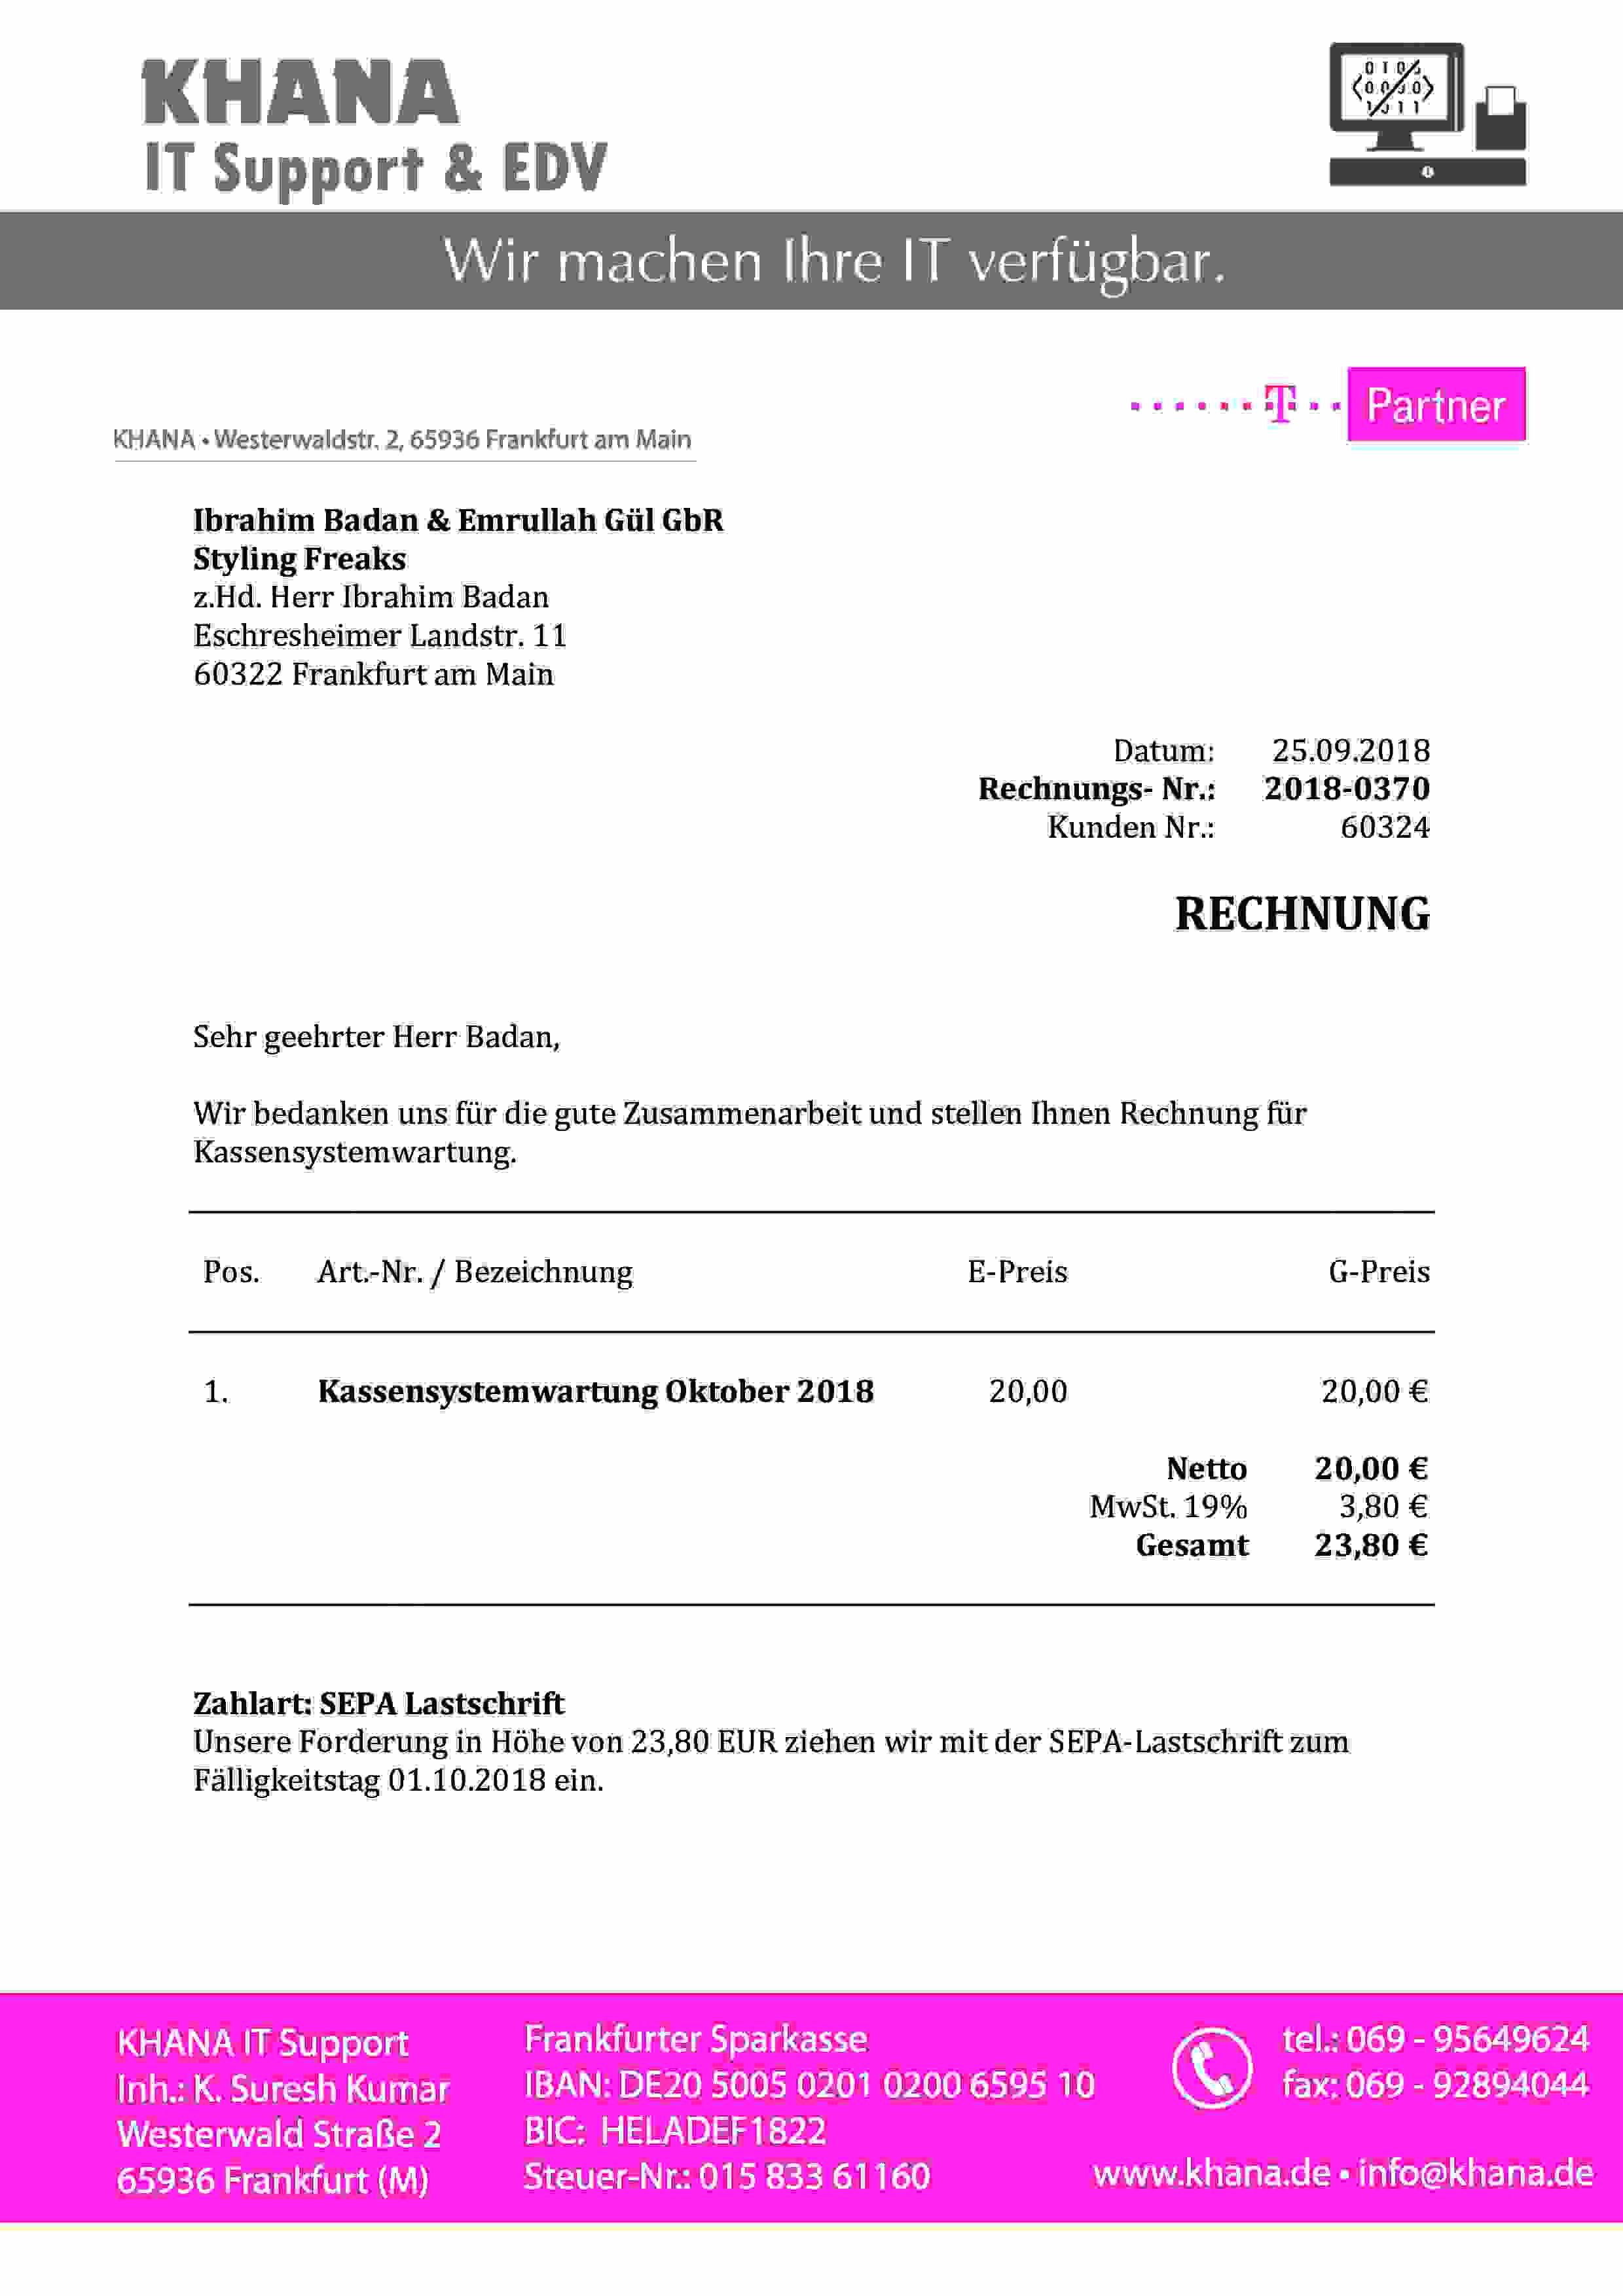 KHANA
IT Support & EDV
Wir machen Ihre IT verfügbar.
T Partner
KHANA • Westerwaldstr. 2, 65936 Frankfurt am Main
Ibrahim Badan & Emrullah Gül GbR
Styling Freaks
z.Hd. Herr Ibrahim Badan
Eschresheimer Landstr. 11
60322 Frankfurt am Main
Datum: 25.09.2018
Rechnungs- Nr.: 2018-0370
Kunden Nr.: 60324
RECHNUNG
Sehr geehrter Herr Badan,
Wir bedanken uns für die gute Zusammenarbeit und stellen Ihnen Rechnung für
Kassensystemwartung.
Pos. Art.-Nr. / Bezeichnung E-Preis G-Preis
1. Kassensystemwartung Oktober 2018 20,00 20,00 €
Netto 20,00 €
MwSt. 19% 3,80 €
Gesamt 23,80 €
Zahlart: SEPA Lastschrift
Unsere Forderung in Höhe von 23,80 EUR ziehen wir mit der SEPA-Lastschrift zum
Fälligkeitstag 01.10.2018 ein.
KHANA IT Support
Inh.: K. Suresh Kumar
Westerwald Straße 2
65936 Frankfurt (M)
Frankfurter Sparkasse
IBAN: DE20 5005 0201 0200 6595 10
BIC: HELADEF1822
Steuer-Nr.: 015 833 61160
tel.: 069 - 95649624
fax: 069 - 92894044
www.khana.de • info@khana.de